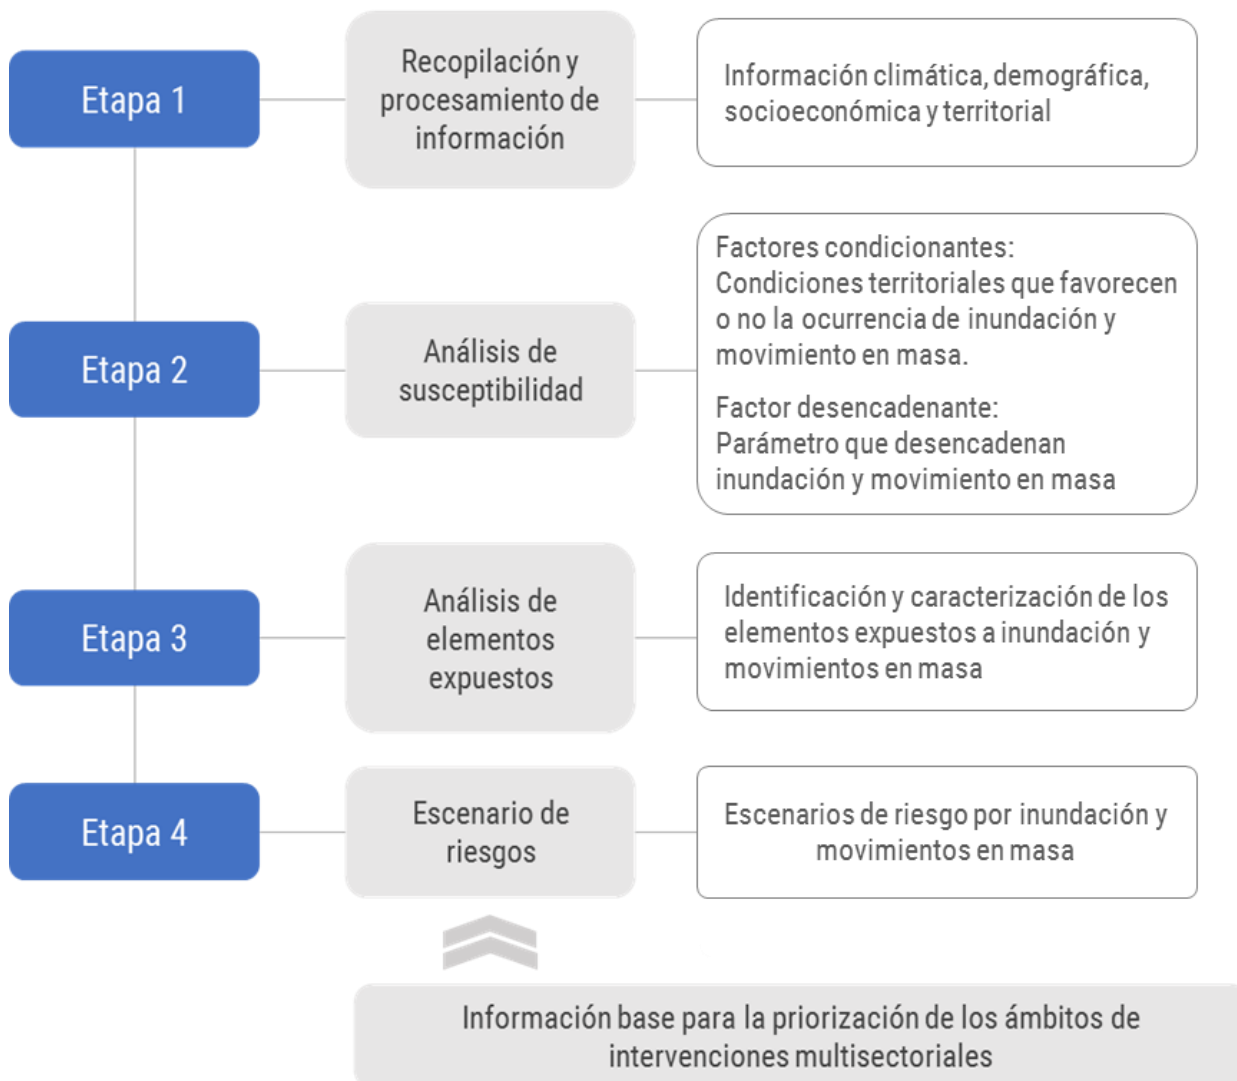 Etapa 1
Recopilación y
procesamiento de
información
Información climática, demográfica,
socioeconómica y territorial
Etapa 2
Análisis de
susceptibilidad
Factores condicionantes:
Condiciones territoriales que favorecen
o no la ocurrencia de inundación y
movimiento en masa.
Factor desencadenante:
Parámetro que desencadenan
inundación y movimiento en masa
Etapa 3
Análisis de
elementos
expuestos
Identificación y caracterización de los
elementos expuestos a inundación y
movimientos en masa
Etapa 4
Escenario de
riesgos
Escenarios de riesgo por inundación y
movimientos en masa
Información base para la priorización de los ámbitos de
intervenciones multisectoriales